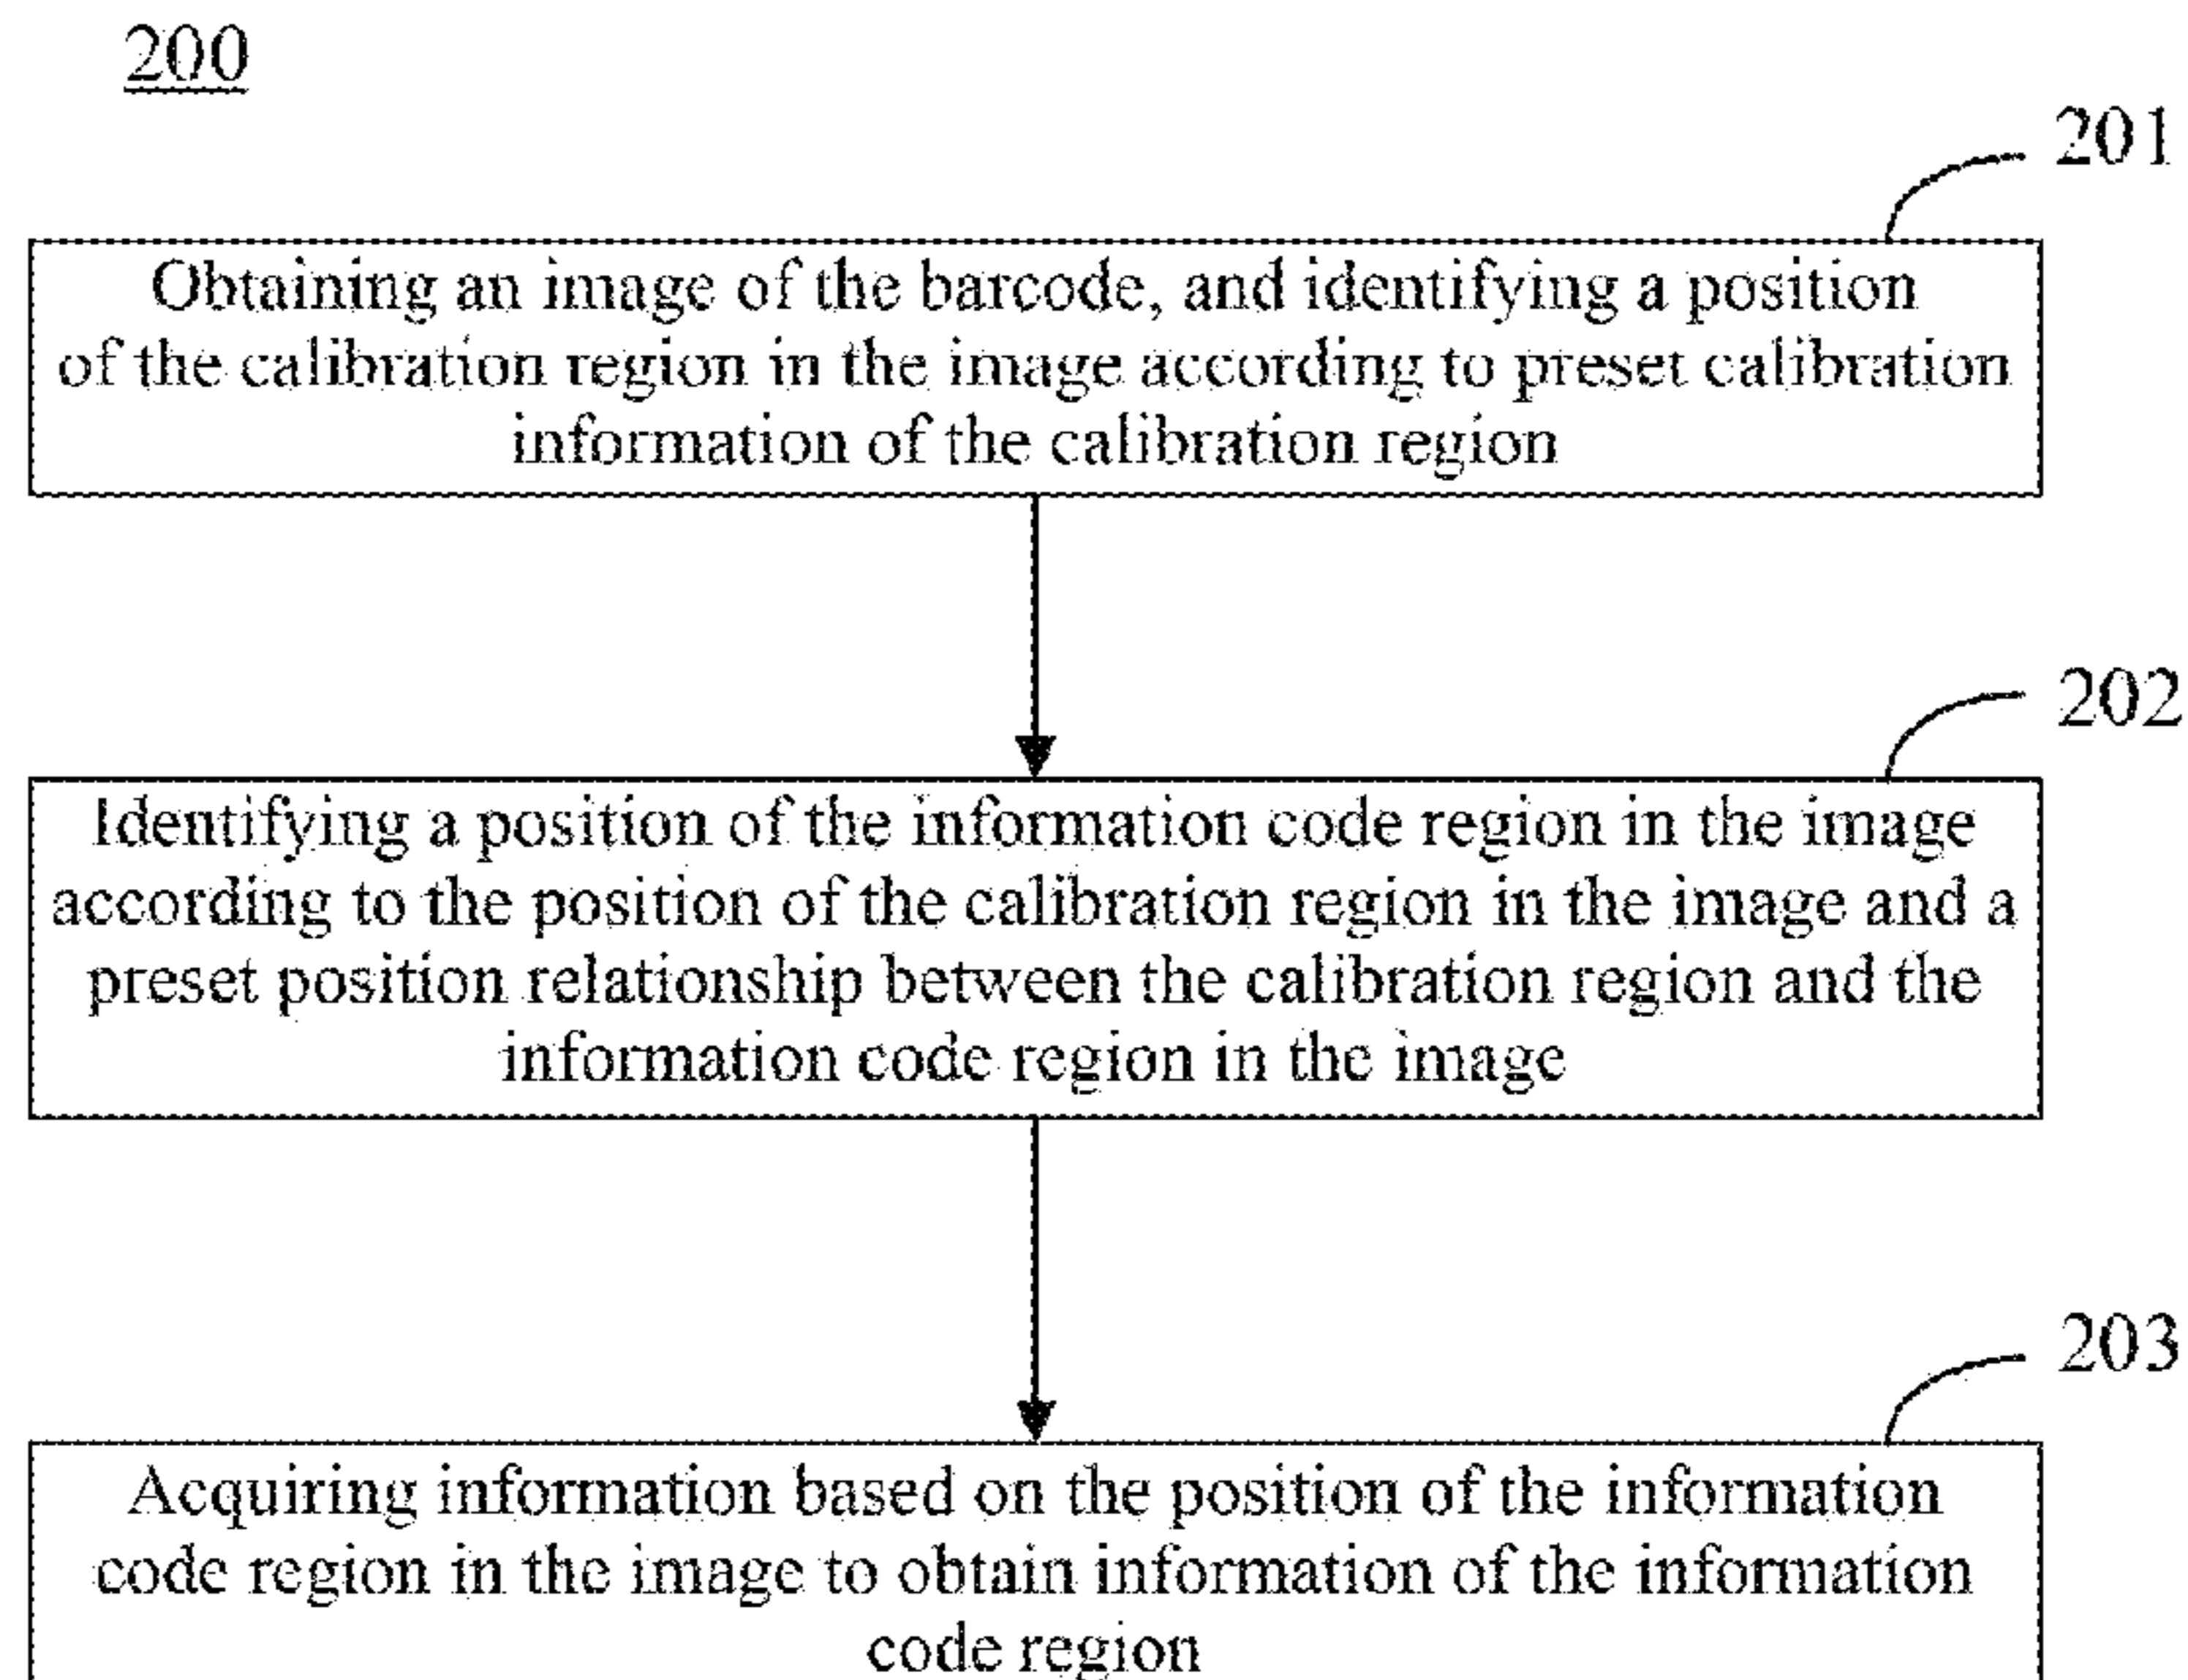 200
201
Obtaining an image of the barcode, and identifying a position
of the calibration region in the image according to preset calibration
information of the calibration region
202
Identifying a position of the information code region in the image
according to the position of the calibration region in the image and a
preset position relationship between the calibration region and the
information code region in the image
203
Acquiring information based on the position of the information
code region in the image to obtain information of the information
code region